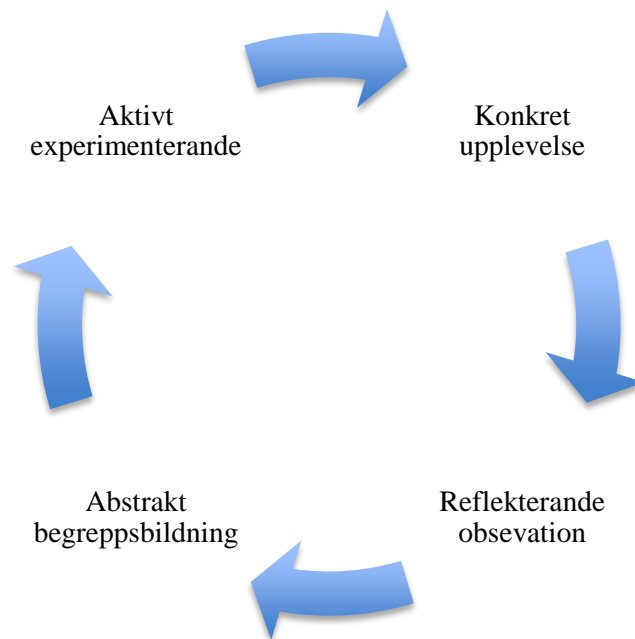 Aktivt
experimenterande
Konkret
upplevelse
Abstrakt
begreppsbildning
Reflekterande
obsevation